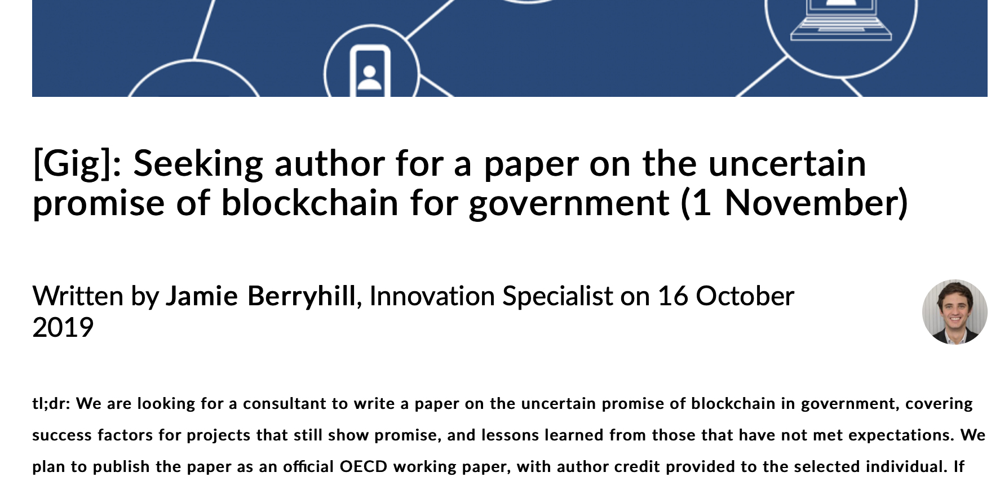 [Gig]: Seeking author for a paper on the uncertain
promise of blockchain for government (1 November)
Written by Jamie Berryhill, Innovation Specialist on 16 October
2019
tl;dr: We are looking for a consultant to write a paper on the uncertain promise of blockchain in government, covering
success factors for projects that still show promise, and lessons learned from those that have not met expectations. We
plan to publish the paper as an official OECD working paper, with author credit provided to the selected individual. If